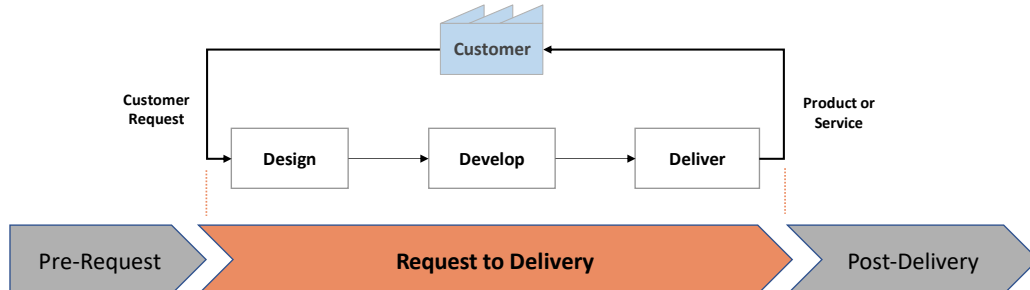 Customer
Customer
Request
Product or
Service
Design
Develop
Deliver
Pre-Request
Request to Delivery
Post-Delivery